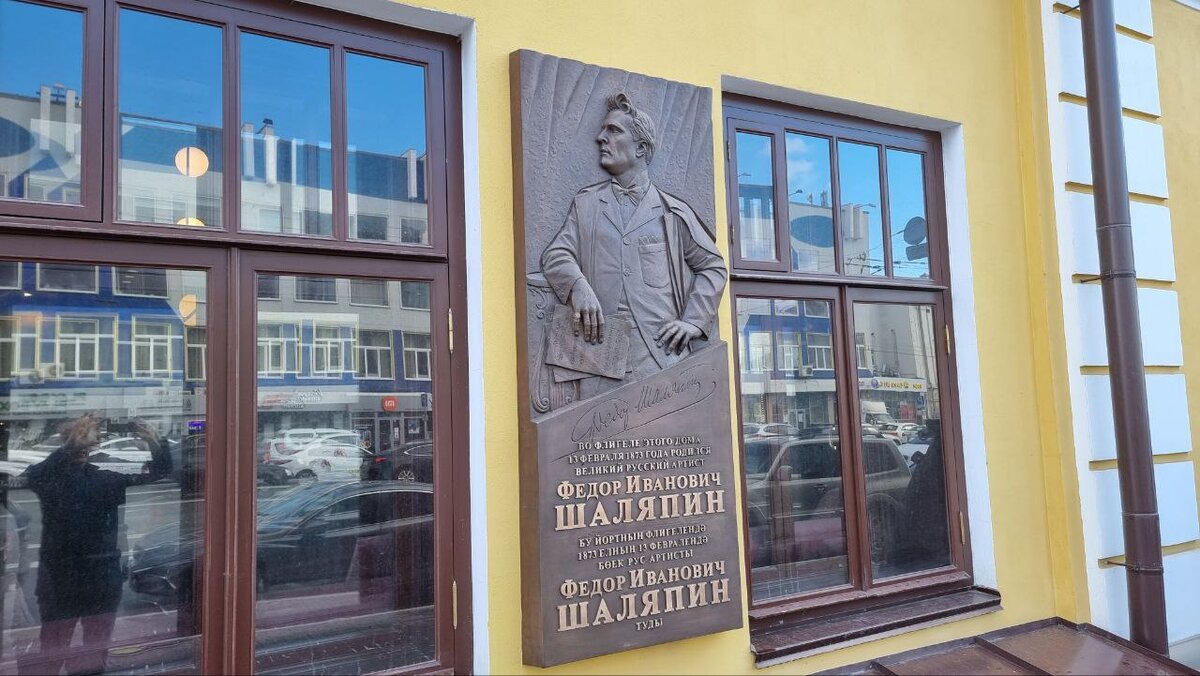 Федор Шаляпин
ВО ФЛИГЕЛЕ ЭТОГО ДОМА
13 ФЕВРАЛЯ 1873 ГОДА РОДИЛСЯ
ВЕЛИКИЙ РУССКИЙ АРТИСТ
ФЕДОР ИВАНОВИЧ
ШАЛЯПИН
БУ ЙОРТНЫҢ ФЛИГЕЛЕНДӘ
1873 ЕЛНЫҢ 13 ФЕВРАЛЕНДӘ
БӨЕК РУС АРТИСТЫ
ФЕДОР ИВАНОВИЧ
ШАЛЯПИН
ТУДЫ